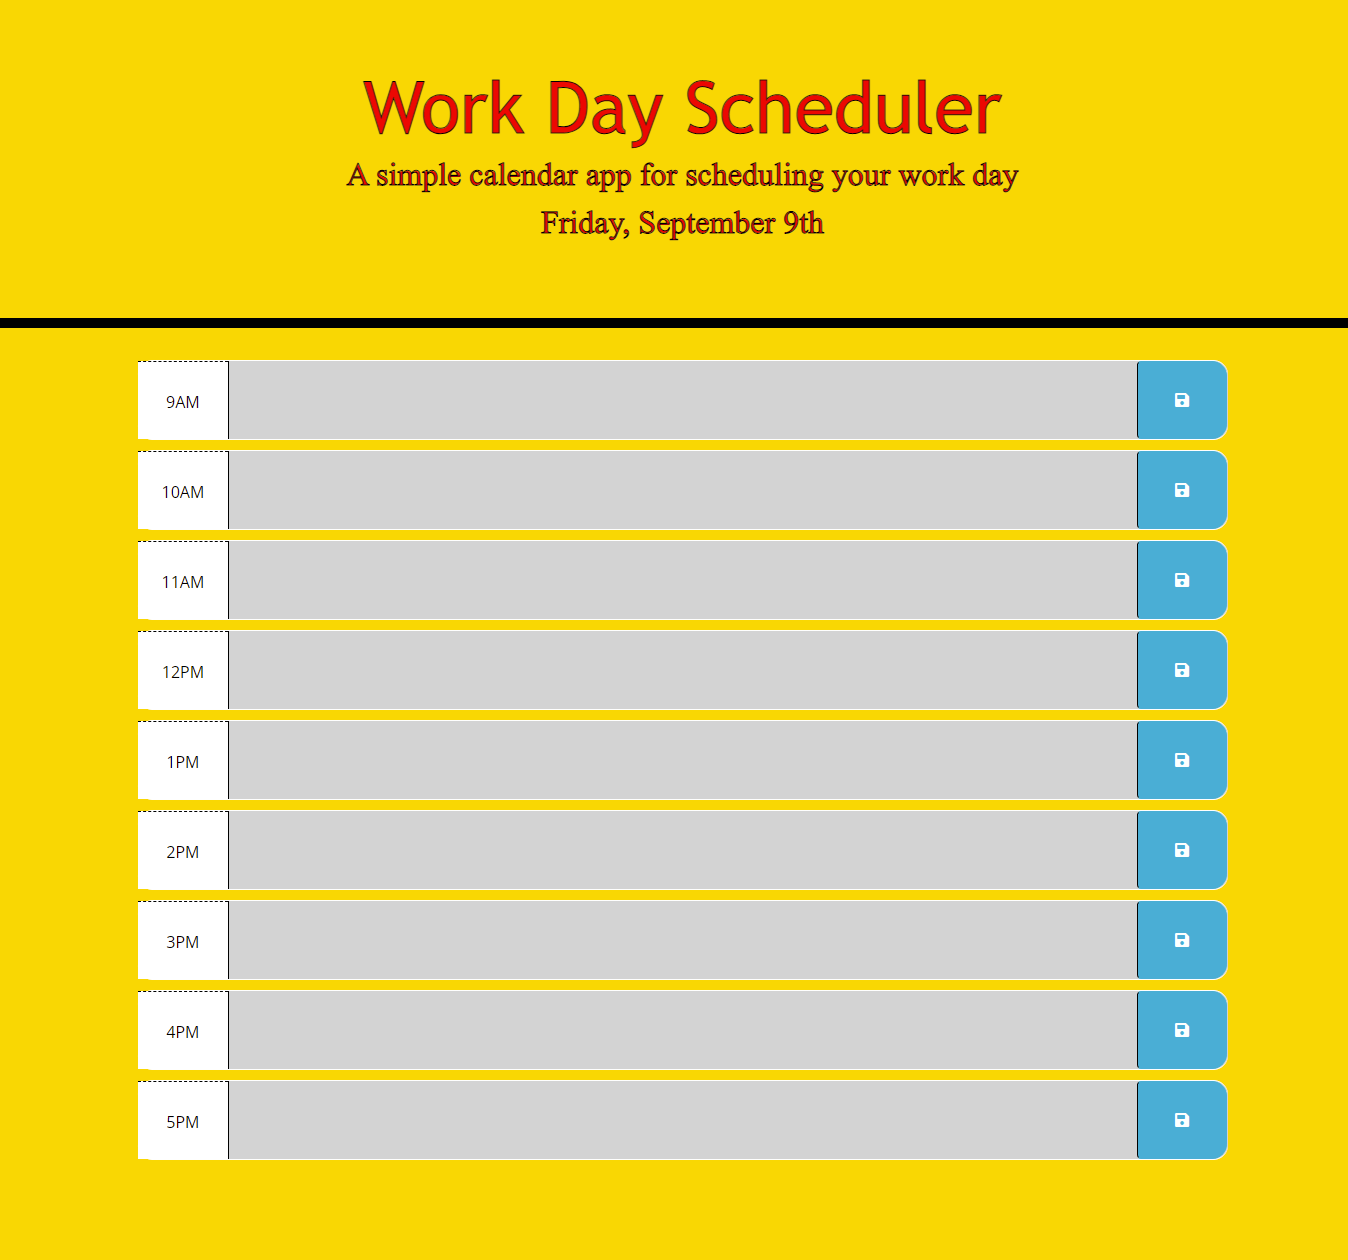 Work Day Scheduler
A simple calendar app for scheduling your work day
Friday, September 9th
9AM
10AM
11AM
12PM
1PM
2PM
3PM
4PM
5PM